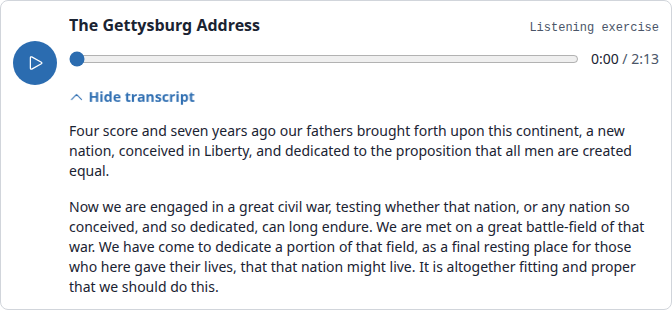 The Gettysburg Address
Listening exercise
0:00 / 2:13
Hide transcript
Four score and seven years ago our fathers brought forth upon this continent, a new
nation, conceived in Liberty, and dedicated to the proposition that all men are created
equal.
Now we are engaged in a great civil war, testing whether that nation, or any nation so
conceived, and so dedicated, can long endure. We are met on a great battle-field of that
war. We have come to dedicate a portion of that field, as a final resting place for those
who here gave their lives, that that nation might live. It is altogether fitting and proper
that we should do this.